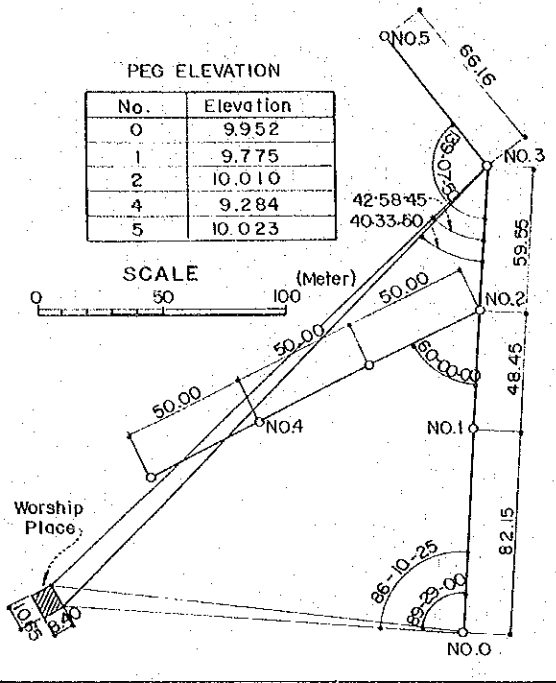 NO.5
66.16
PEG ELEVATION
No. Elevation
0 9.952
1 9.775
2 10.010
4 9.284
5 10.023
NO.3
42-58-45
40-33-60
59.55
SCALE
(Meter)
0 50 100
50.00
50.00
50.00
NO.2
60-00-00
48.45
NO.4
NO.1
82.15
Worship
Place
86-10-25
89-29-00
10.65
8.40
NO.0